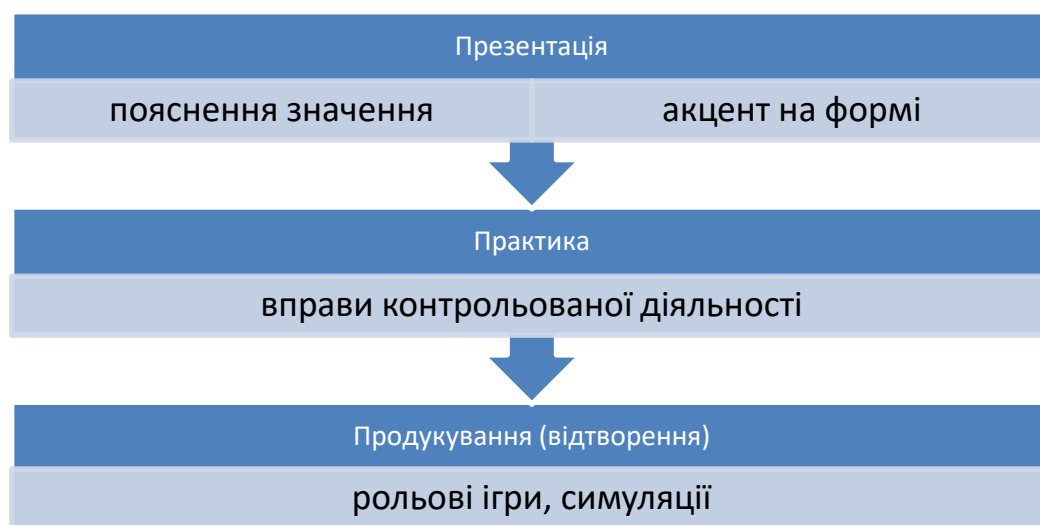 Презентація
пояснення значення
акцент на формі
Практика
вправи контрольованої діяльності
Продукування (відтворення)
рольові ігри, симуляції